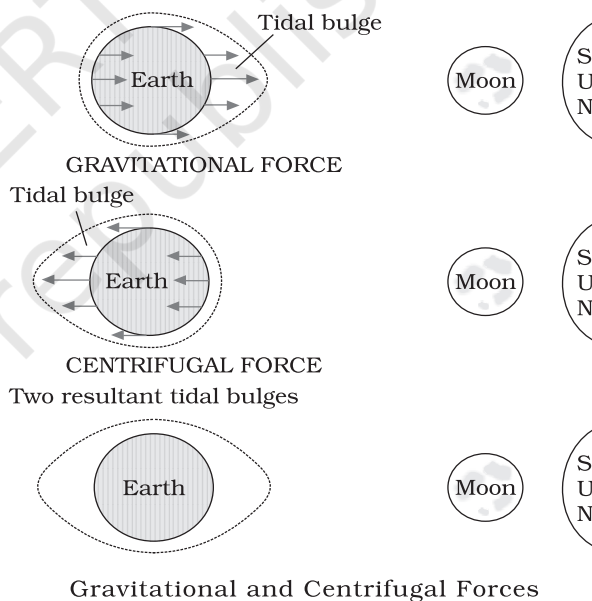 Tidal bulge
Earth
Moon
S
U
N
GRAVITATIONAL FORCE
Tidal bulge
Earth
Moon
S
U
N
CENTRIFUGAL FORCE
Two resultant tidal bulges
Earth
Moon
S
U
N
Gravitational and Centrifugal Forces